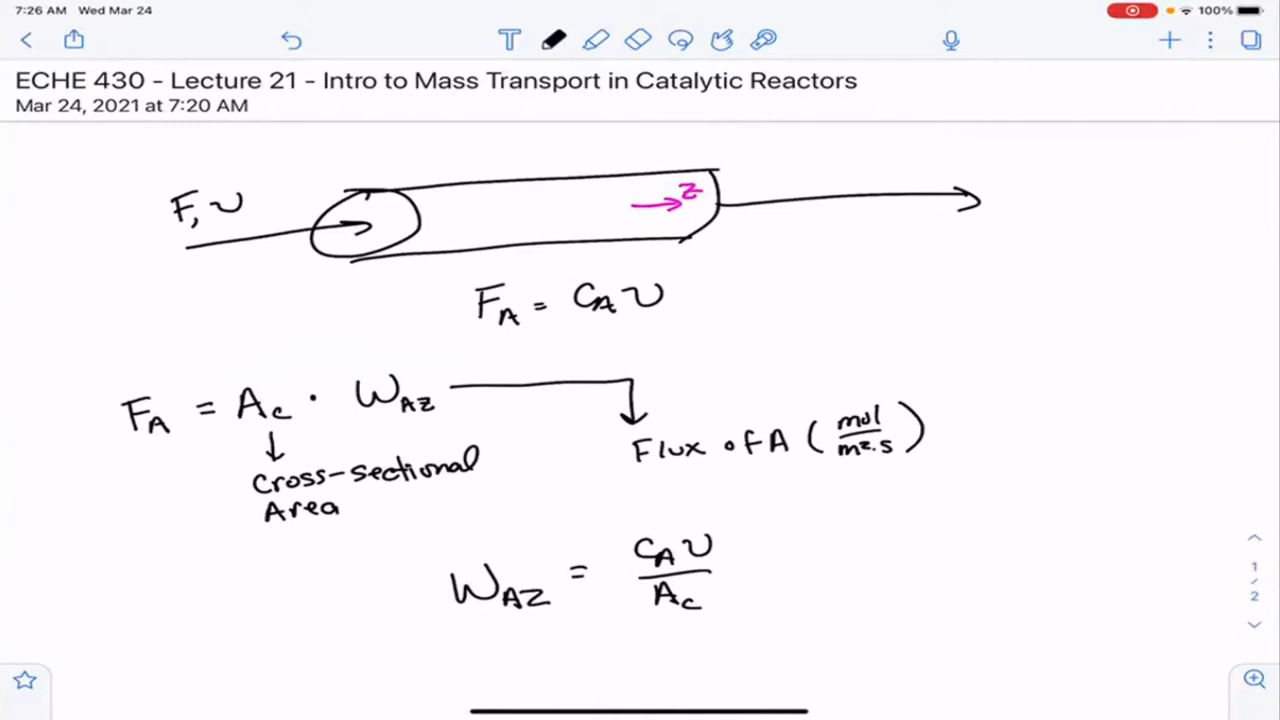 7:26 AM Wed Mar 24
100%
T
ECHE 430 - Lecture 21 - Intro to Mass Transport in Catalytic Reactors
Mar 24, 2021 at 7:20 AM
F, υ
z
F_A = C_A υ
F_A = A_c · W_AZ
Flux of A (mol/m²·s)
Cross-sectional
Area
W_AZ = C_A υ / A_c
1
/
2